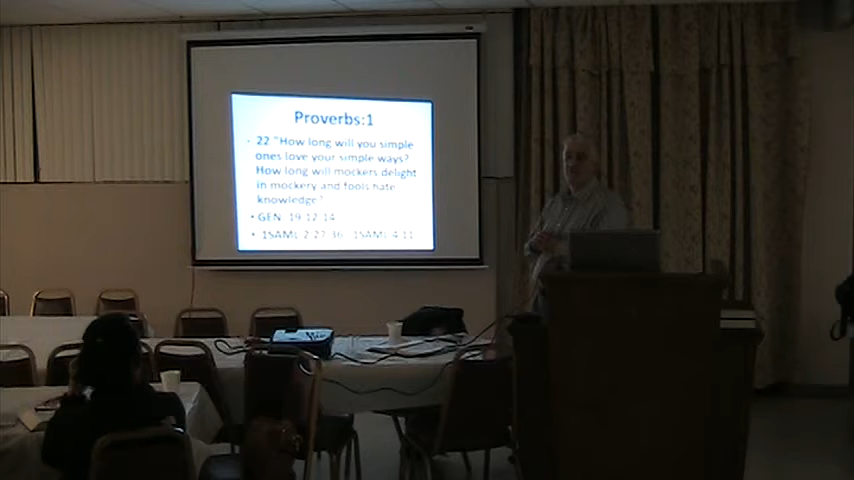 Proverbs:1
• 22 "How long will you simple
ones love your simple ways?
How long will mockers delight
in mockery and fools hate
knowledge?
• GEN: 19:12-14
• 1SAML 2:27-36; 1SAML 4:11